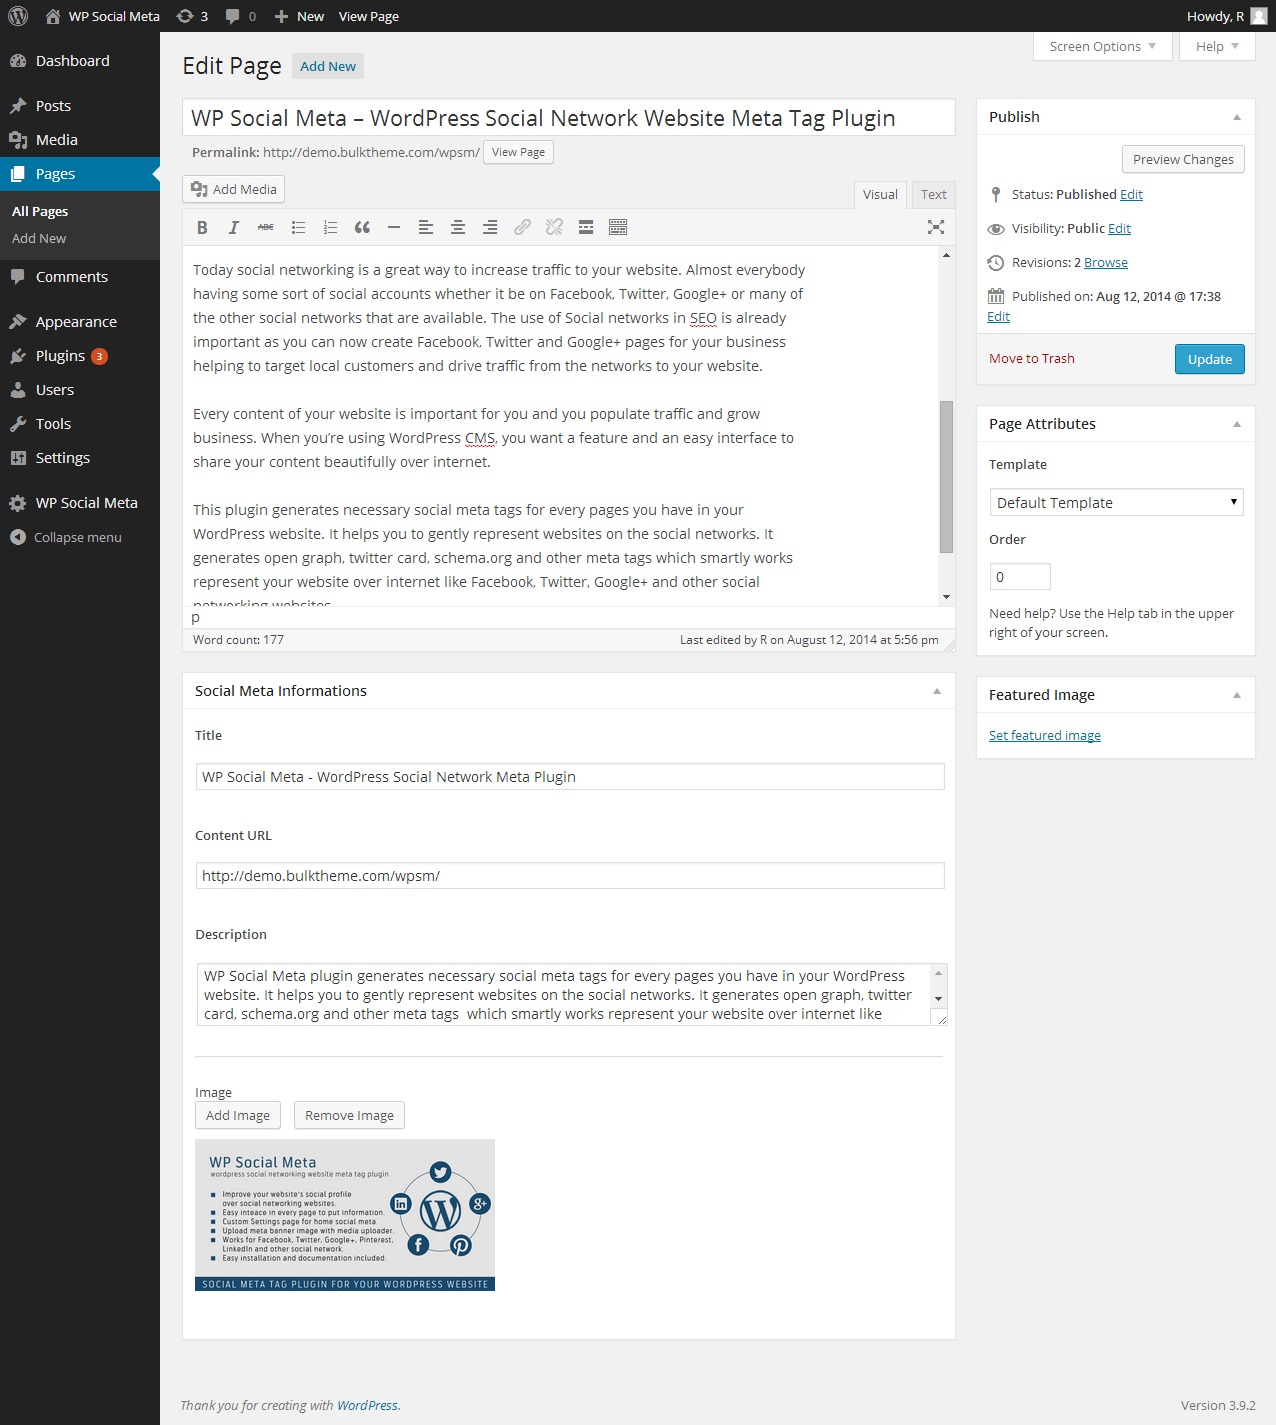 WP Social Meta 3 0 New View Page Howdy, R
Dashboard
Posts
Media
Pages
All Pages
Add New
Comments
Appearance
Plugins 3
Users
Tools
Settings
WP Social Meta
Collapse menu
Screen Options Help
Edit Page Add New
WP Social Meta – WordPress Social Network Website Meta Tag Plugin
Permalink: http://demo.bulktheme.com/wpsm/ View Page
Add Media
Visual Text
B I ABC
Today social networking is a great way to increase traffic to your website. Almost everybody
having some sort of social accounts whether it be on Facebook, Twitter, Google+ or many of
the other social networks that are available. The use of Social networks in SEO is already
important as you can now create Facebook, Twitter and Google+ pages for your business
helping to target local customers and drive traffic from the networks to your website.
Every content of your website is important for you and you populate traffic and grow
business. When you’re using WordPress CMS, you want a feature and an easy interface to
share your content beautifully over internet.
This plugin generates necessary social meta tags for every pages you have in your
WordPress website. It helps you to gently represent websites on the social networks. It
generates open graph, twitter card, schema.org and other meta tags which smartly works
represent your website over internet like Facebook, Twitter, Google+ and other social
networking websites.
p
Word count: 177 Last edited by R on August 12, 2014 at 5:56 pm
Social Meta Informations
Title
WP Social Meta - WordPress Social Network Meta Plugin
Content URL
http://demo.bulktheme.com/wpsm/
Description
WP Social Meta plugin generates necessary social meta tags for every pages you have in your WordPress
website. It helps you to gently represent websites on the social networks. It generates open graph, twitter
card, schema.org and other meta tags  which smartly works represent your website over internet like
Image
Add Image Remove Image
WP Social Meta
wordpress social networking website meta tag plugin
Improve your website's social profile
over social networking websites.
Easy inteace in every page to put information.
Custom Settings page for home social meta.
Upload meta banner image with media uploader.
Works for Facebook, Twitter, Google+, Pinterest,
LinkedIn and other social network.
Easy installation and documentation included.
SOCIAL META TAG PLUGIN FOR YOUR WORDPRESS WEBSITE
Publish
Preview Changes
Status: Published Edit
Visibility: Public Edit
Revisions: 2 Browse
Published on: Aug 12, 2014 @ 17:38
Edit
Move to Trash Update
Page Attributes
Template
Default Template
Order
0
Need help? Use the Help tab in the upper
right of your screen.
Featured Image
Set featured image
Thank you for creating with WordPress. Version 3.9.2